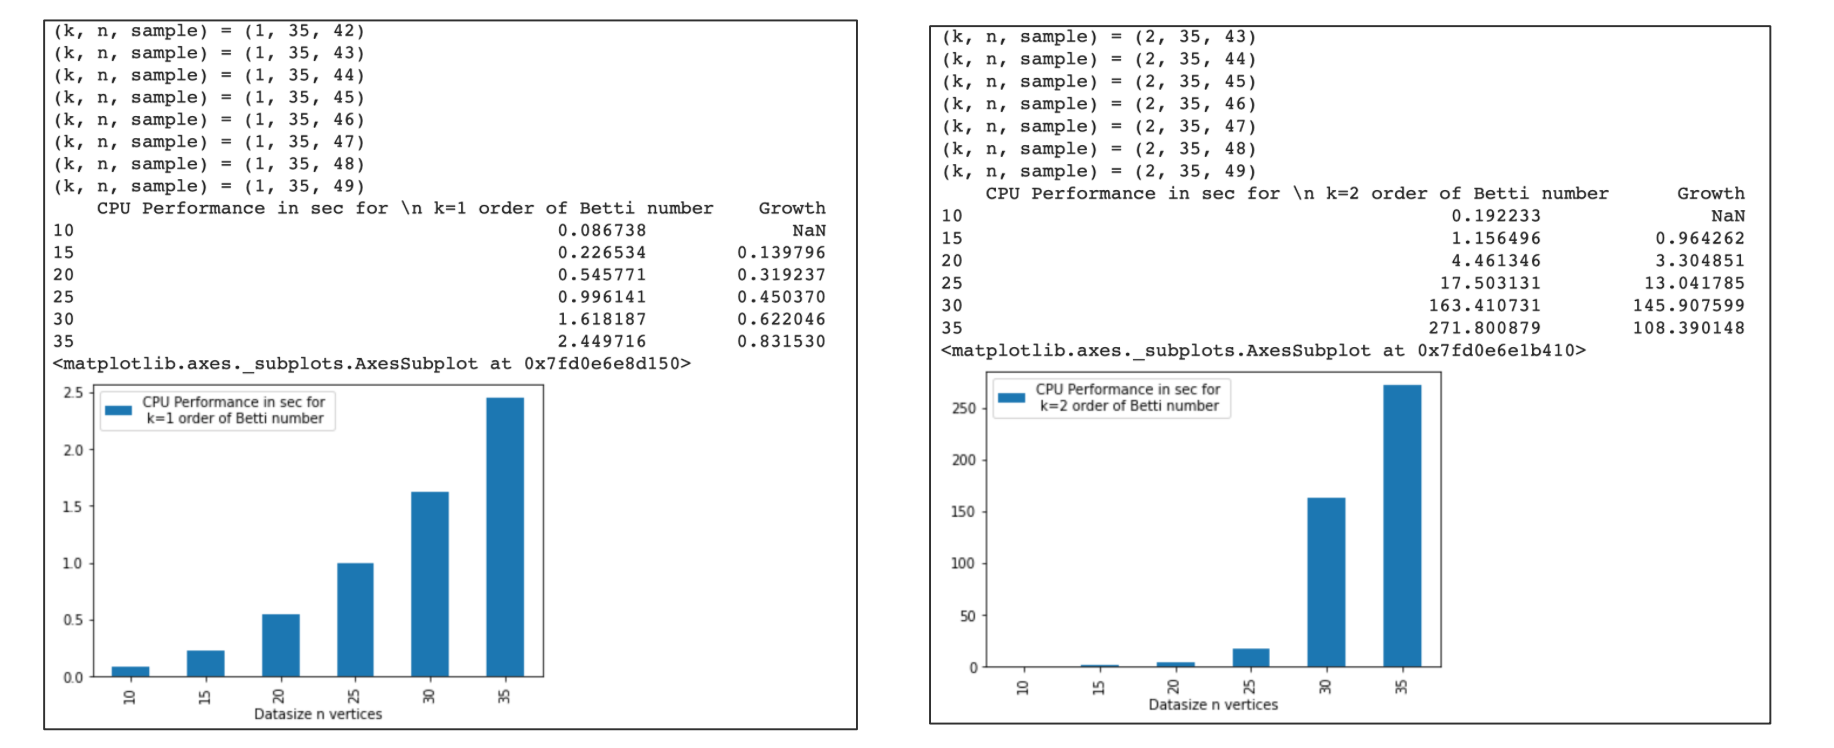 (k, n, sample) = (1, 35, 42)
(k, n, sample) = (1, 35, 43)
(k, n, sample) = (1, 35, 44)
(k, n, sample) = (1, 35, 45)
(k, n, sample) = (1, 35, 46)
(k, n, sample) = (1, 35, 47)
(k, n, sample) = (1, 35, 48)
(k, n, sample) = (1, 35, 49)
CPU Performance in sec for \n k=1 order of Betti number Growth
10 0.086738 NaN
15 0.226534 0.139796
20 0.545771 0.319237
25 0.996141 0.450370
30 1.618187 0.622046
35 2.449716 0.831530
<matplotlib.axes._subplots.AxesSubplot at 0x7fd0e6e8d150>
CPU Performance in sec for
k=1 order of Betti number
2.5
2.0
1.5
1.0
0.5
0.0
10 15 20 25 30 35
Datasize n vertices
(k, n, sample) = (2, 35, 43)
(k, n, sample) = (2, 35, 44)
(k, n, sample) = (2, 35, 45)
(k, n, sample) = (2, 35, 46)
(k, n, sample) = (2, 35, 47)
(k, n, sample) = (2, 35, 48)
(k, n, sample) = (2, 35, 49)
CPU Performance in sec for \n k=2 order of Betti number Growth
10 0.192233 NaN
15 1.156496 0.964262
20 4.461346 3.304851
25 17.503131 13.041785
30 163.410731 145.907599
35 271.800879 108.390148
<matplotlib.axes._subplots.AxesSubplot at 0x7fd0e6e1b410>
CPU Performance in sec for
k=2 order of Betti number
250
200
150
100
50
0
10 15 20 25 30 35
Datasize n vertices